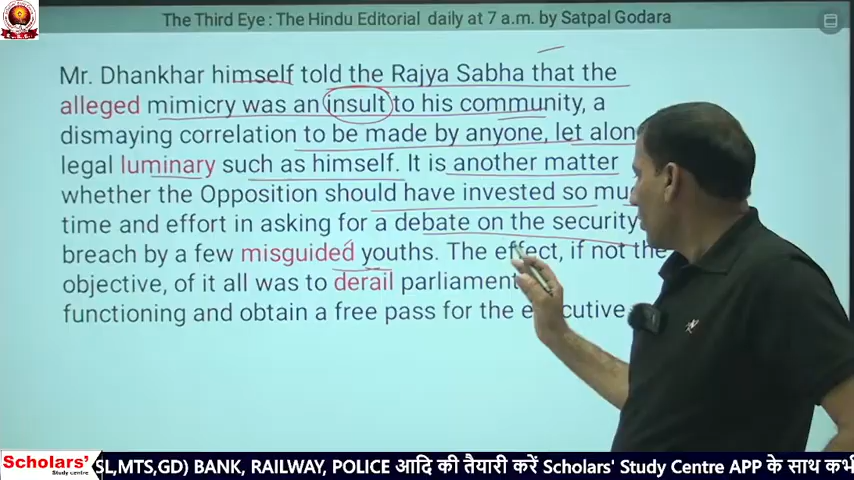 The Third Eye : The Hindu Editorial daily at 7 a.m. by Satpal Godara
Mr. Dhankhar himself told the Rajya Sabha that the
alleged mimicry was an insult to his community, a
dismaying correlation to be made by anyone, let alon
legal luminary such as himself. It is another matter
whether the Opposition should have invested so mu
time and effort in asking for a debate on the security
breach by a few misguided youths. The effect, if not the
objective, of it all was to derail parliament
functioning and obtain a free pass for the executive
Scholars'
Study centre
SL,MTS,GD) BANK, RAILWAY, POLICE आदि की तैयारी करें Scholars' Study Centre APP के साथ कभी